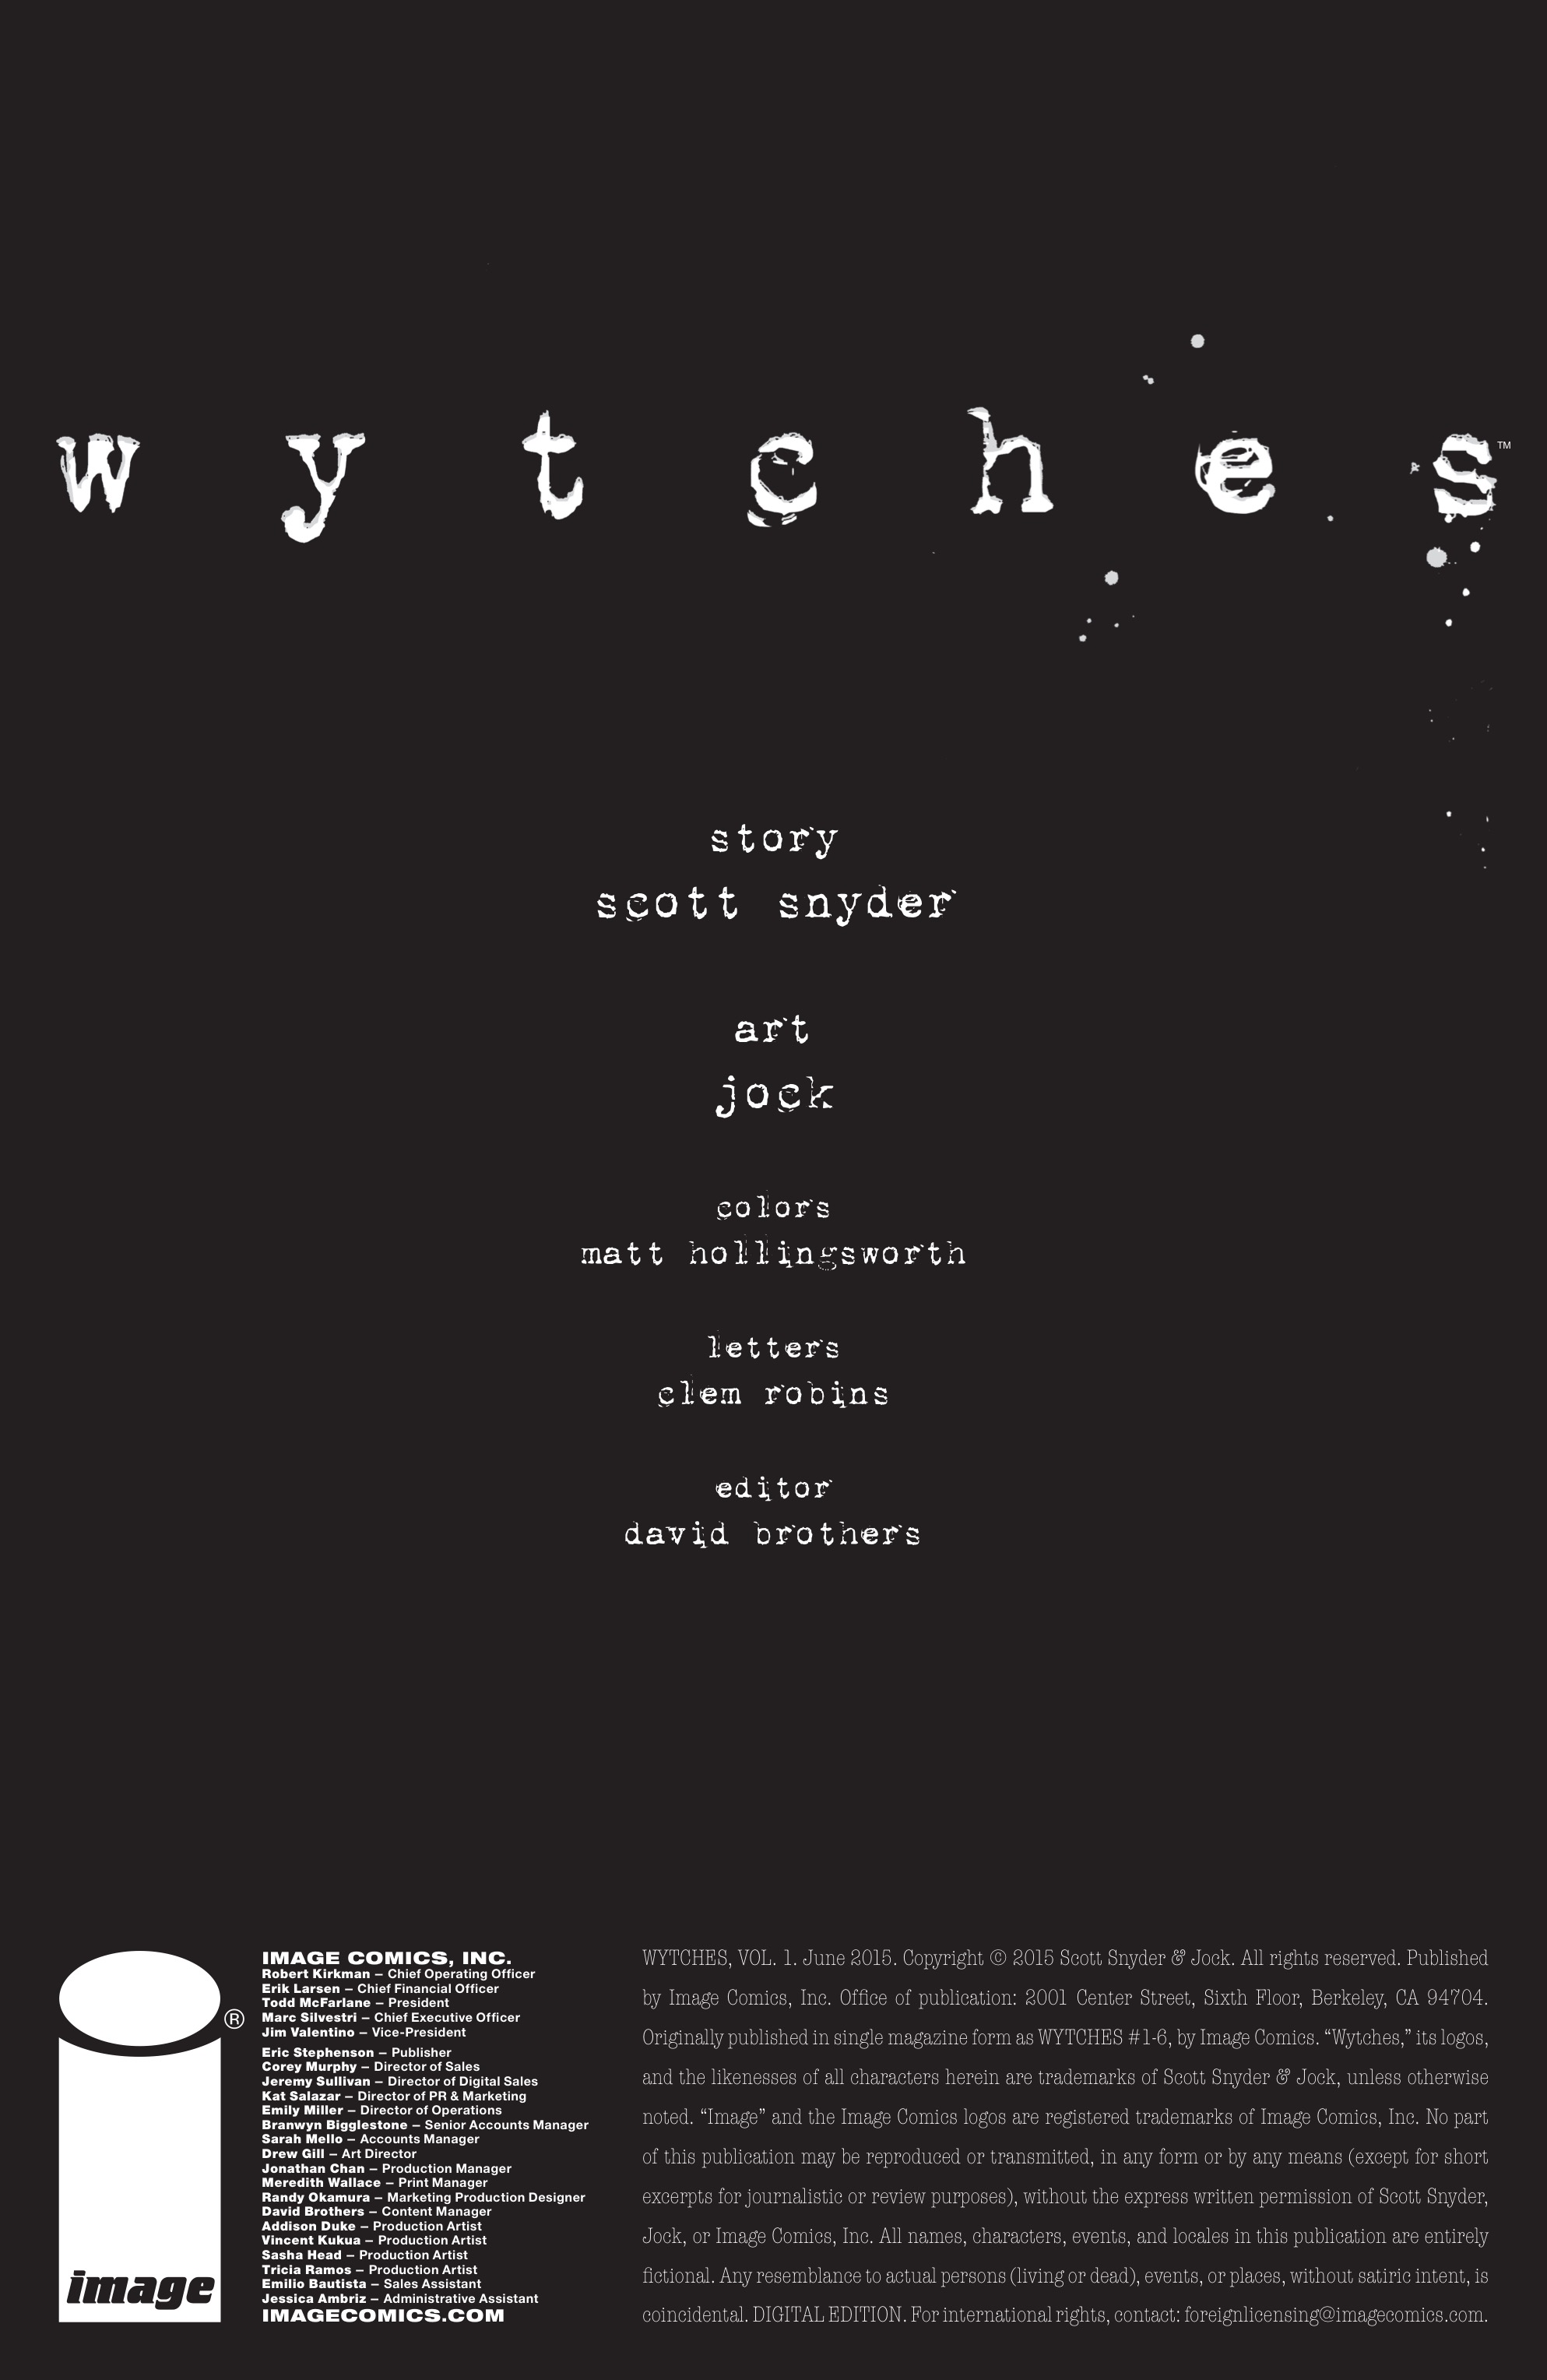 wytches™
story
scott snyder
art
jock
colors
matt hollingsworth
letters
clem robins
editor
david brothers
®
image
IMAGE COMICS, INC.
Robert Kirkman – Chief Operating Officer
Erik Larsen – Chief Financial Officer
Todd McFarlane – President
Marc Silvestri – Chief Executive Officer
Jim Valentino – Vice-President
Eric Stephenson – Publisher
Corey Murphy – Director of Sales
Jeremy Sullivan – Director of Digital Sales
Kat Salazar – Director of PR & Marketing
Emily Miller – Director of Operations
Branwyn Bigglestone – Senior Accounts Manager
Sarah Mello – Accounts Manager
Drew Gill – Art Director
Jonathan Chan – Production Manager
Meredith Wallace – Print Manager
Randy Okamura – Marketing Production Designer
David Brothers – Content Manager
Addison Duke – Production Artist
Vincent Kukua – Production Artist
Sasha Head – Production Artist
Tricia Ramos – Production Artist
Emilio Bautista – Sales Assistant
Jessica Ambriz – Administrative Assistant
IMAGECOMICS.COM
WYTCHES, VOL. 1. June 2015. Copyright © 2015 Scott Snyder & Jock. All rights reserved. Published
by Image Comics, Inc. Office of publication: 2001 Center Street, Sixth Floor, Berkeley, CA 94704.
Originally published in single magazine form as WYTCHES #1-6, by Image Comics. “Wytches,” its logos,
and the likenesses of all characters herein are trademarks of Scott Snyder & Jock, unless otherwise
noted. “Image” and the Image Comics logos are registered trademarks of Image Comics, Inc. No part
of this publication may be reproduced or transmitted, in any form or by any means (except for short
excerpts for journalistic or review purposes), without the express written permission of Scott Snyder,
Jock, or Image Comics, Inc. All names, characters, events, and locales in this publication are entirely
fictional. Any resemblance to actual persons (living or dead), events, or places, without satiric intent, is
coincidental. DIGITAL EDITION. For international rights, contact: foreignlicensing@imagecomics.com.